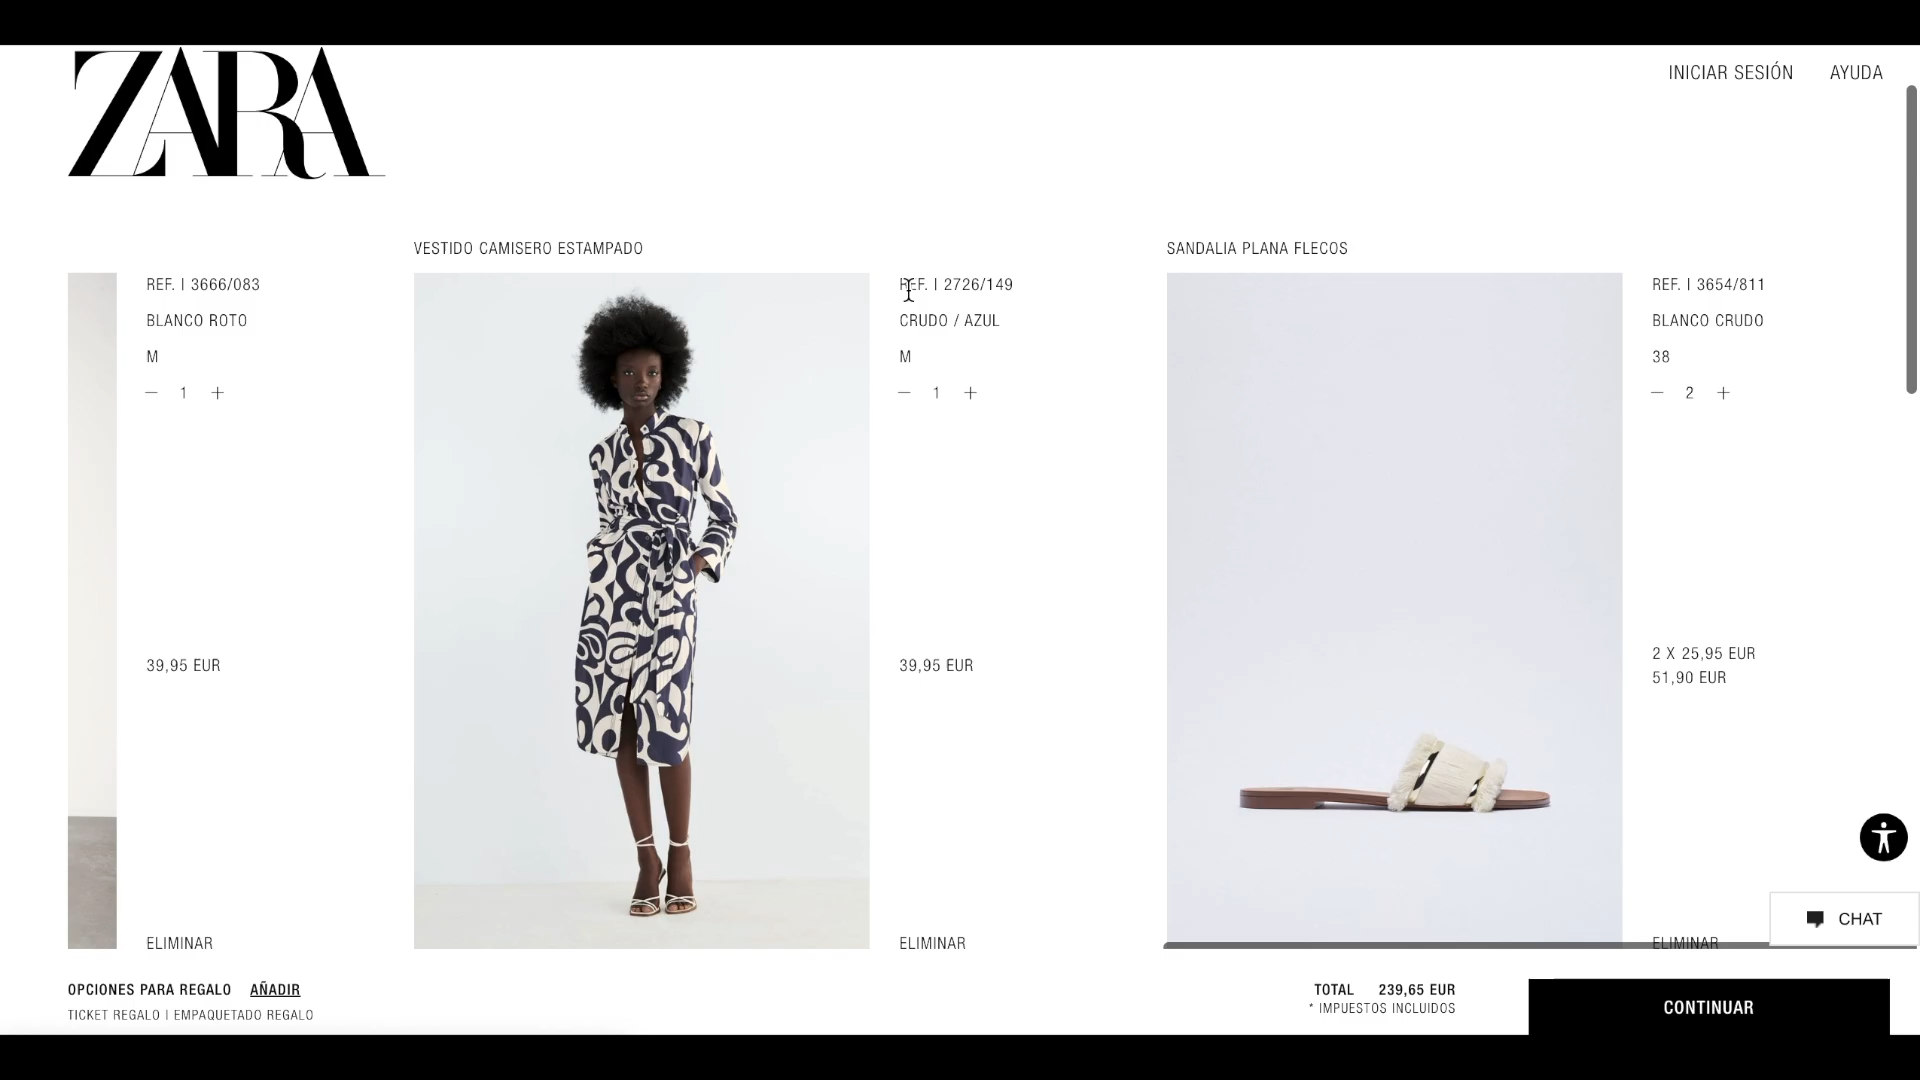 ZARA
INICIAR SESIÓN
AYUDA
REF. | 3666/083
BLANCO ROTO
M
1
39,95 EUR
ELIMINAR
VESTIDO CAMISERO ESTAMPADO
REF. | 2726/149
CRUDO / AZUL
M
1
39,95 EUR
ELIMINAR
SANDALIA PLANA FLECOS
REF. | 3654/811
BLANCO CRUDO
38
2
2 X 25,95 EUR
51,90 EUR
ELIMINAR
CHAT
OPCIONES PARA REGALO AÑADIR
TICKET REGALO | EMPAQUETADO REGALO
TOTAL 239,65 EUR
* IMPUESTOS INCLUIDOS
CONTINUAR